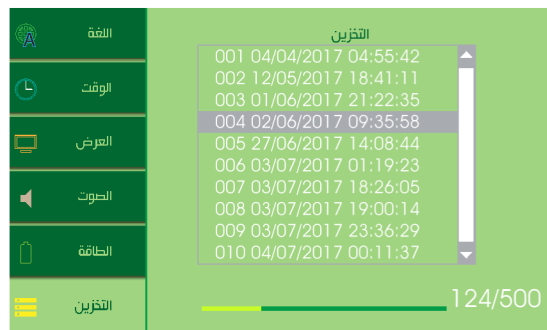 اللغة
الوقت
العرض
الصوت
الطاقة
التخزين
التخزين
001 04/04/2017 04:55:42
002 12/05/2017 18:41:11
003 01/06/2017 21:22:35
004 02/06/2017 09:35:58
005 27/06/2017 14:08:44
006 03/07/2017 01:19:23
007 03/07/2017 18:26:05
008 03/07/2017 19:00:14
009 03/07/2017 23:36:29
010 04/07/2017 00:11:37
124/500